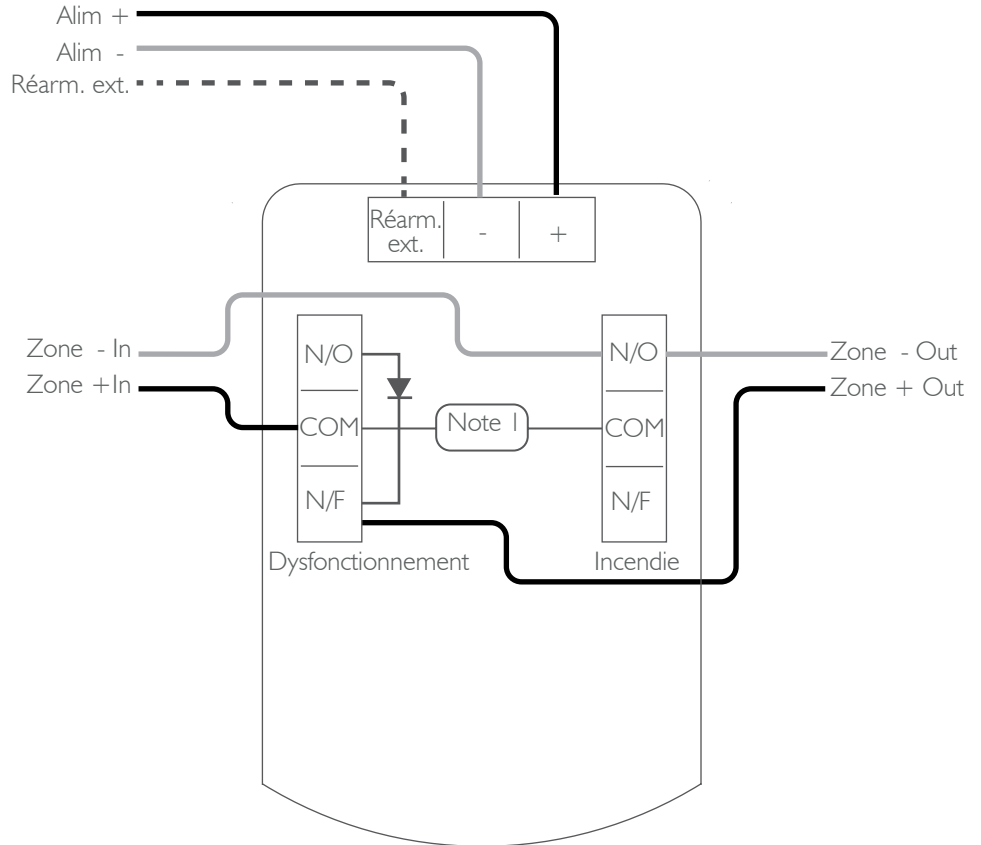 Alim +
Alim -
Réarm. ext.
Réarm.
ext.
-
+
Zone - In
Zone +In
N/O
COM
N/F
Note 1
N/O
COM
N/F
Zone - Out
Zone + Out
Dysfonctionnement
Incendie